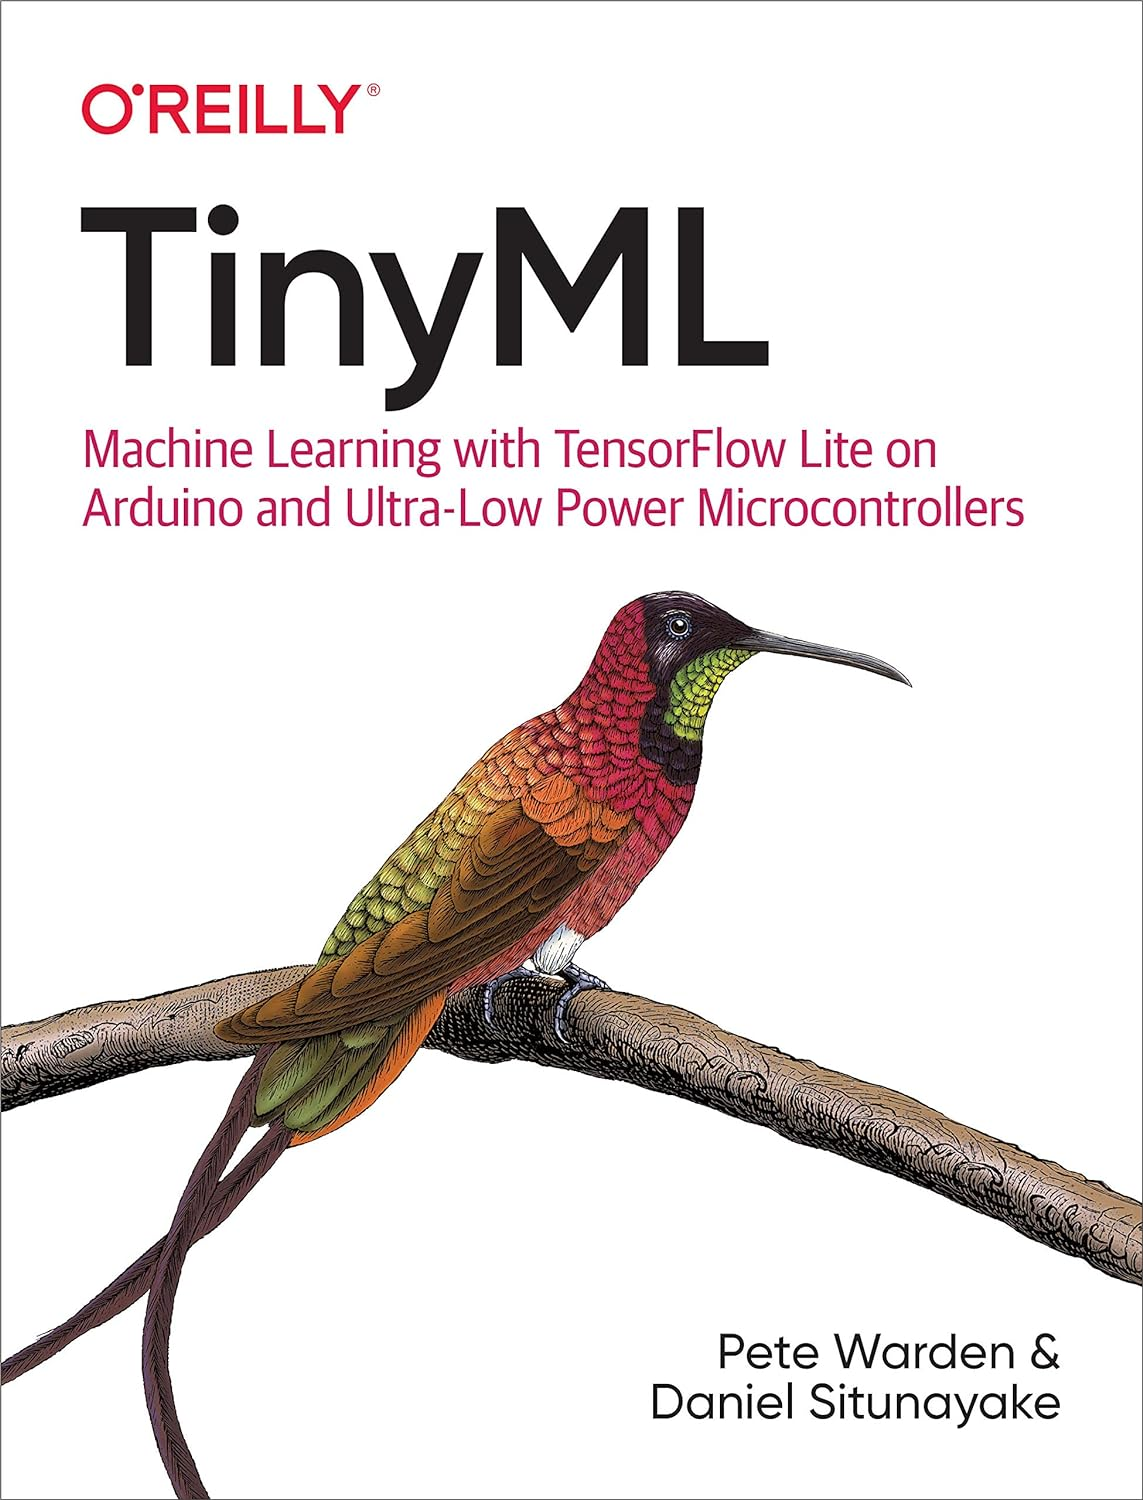 O'REILLY®
TinyML
Machine Learning with TensorFlow Lite on
Arduino and Ultra-Low Power Microcontrollers
Pete Warden &
Daniel Situnayake